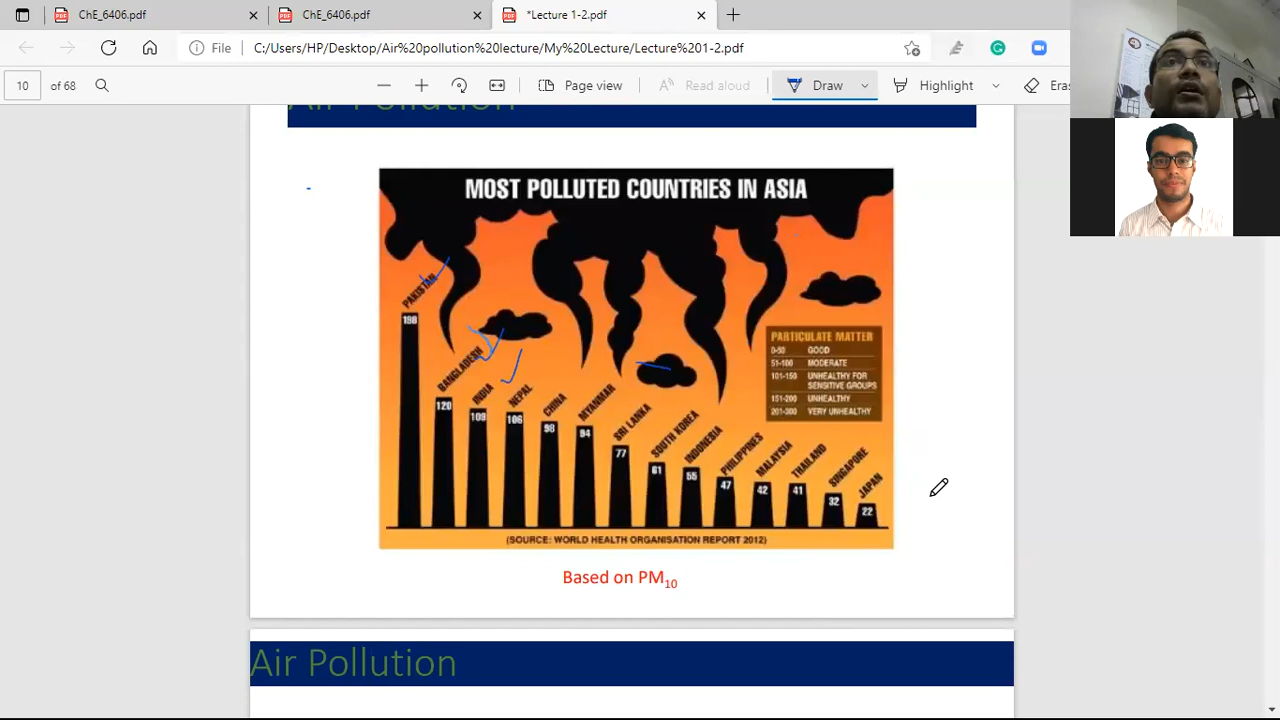 ChE_6406.pdf
ChE_6406.pdf
*Lecture 1-2.pdf
File C:/Users/HP/Desktop/Air%20pollution%20lecture/My%20Lecture/Lecture%201-2.pdf
10 of 68 Page view Read aloud Draw Highlight Eras
Air Pollution
MOST POLLUTED COUNTRIES IN ASIA
PAKISTAN
BANGLADESH
INDIA
NEPAL
CHINA
MYANMAR
SRI LANKA
SOUTH KOREA
INDONESIA
PHILIPPINES
MALAYSIA
THAILAND
SINGAPORE
JAPAN
198
120
109
106
98
94
77
61
55
47
42
41
32
22
PARTICULATE MATTER
0-50 GOOD
51-100 MODERATE
101-150 UNHEALTHY FOR
SENSITIVE GROUPS
151-200 UNHEALTHY
201-300 VERY UNHEALTHY
(SOURCE: WORLD HEALTH ORGANISATION REPORT 2012)
Based on PM10
Air Pollution